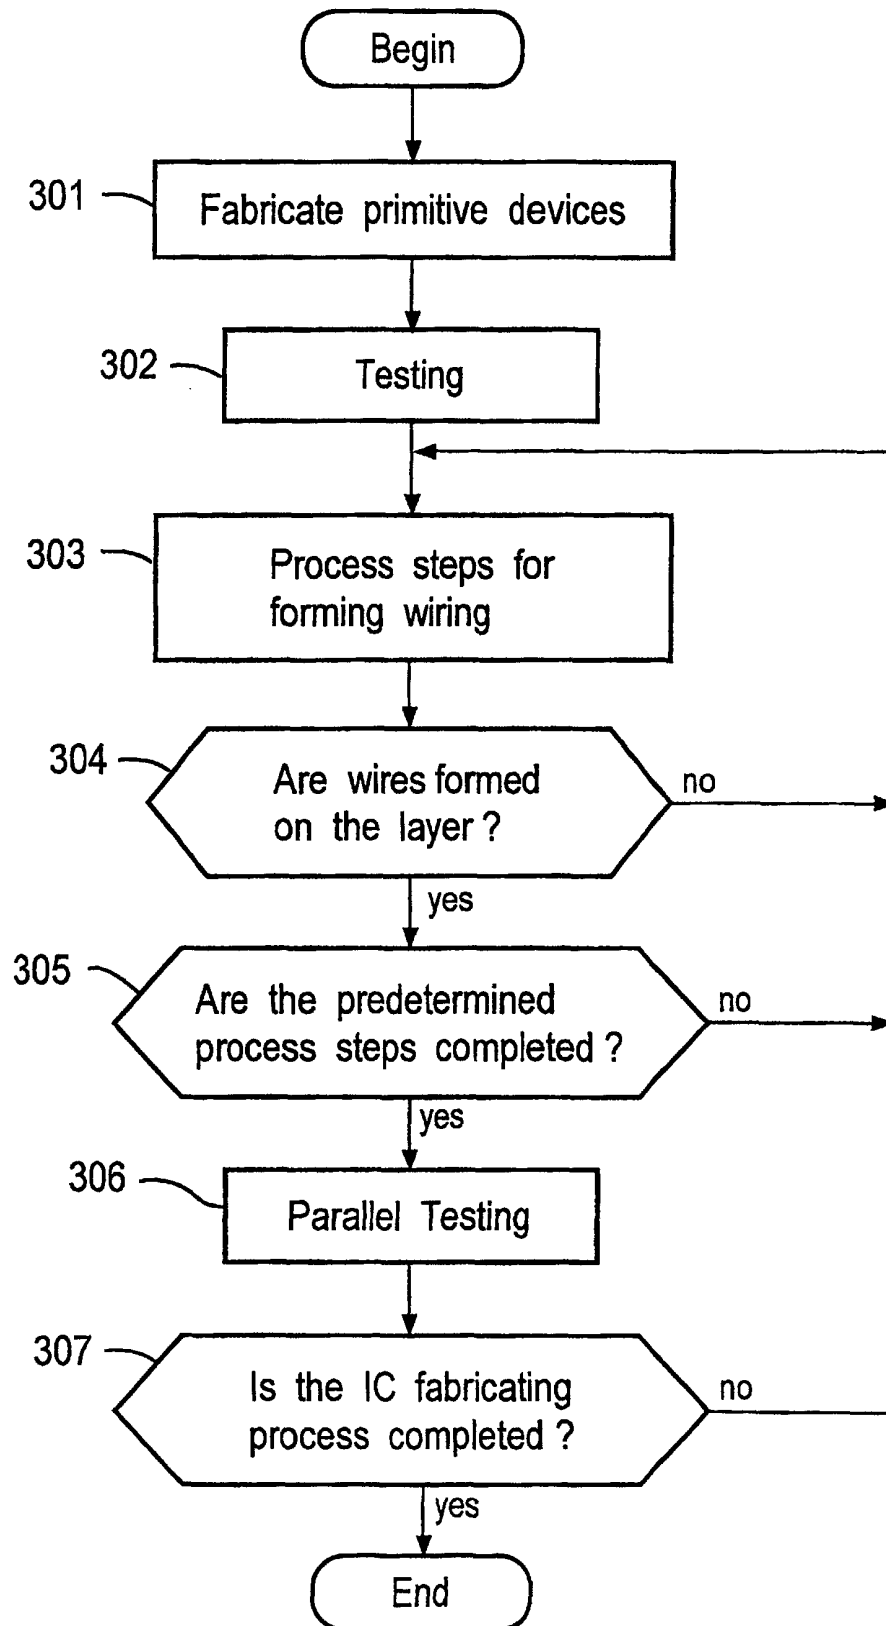 Begin
301
Fabricate primitive devices
302
Testing
303
Process steps for
forming wiring
304
Are wires formed
on the layer ?
no
yes
305
Are the predetermined
process steps completed ?
no
yes
306
Parallel Testing
307
Is the IC fabricating
process completed ?
no
yes
End